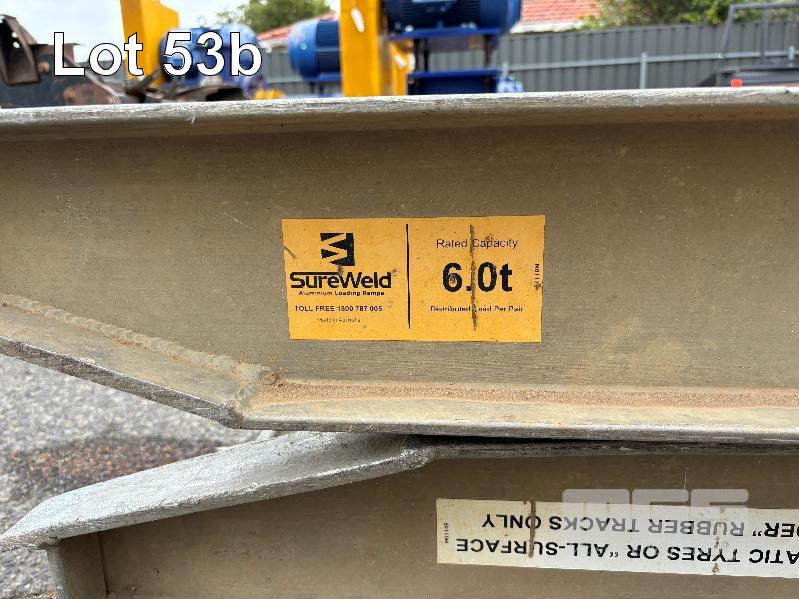 Lot 53b
SureWeld
Aluminium Loading Ramps
TOLL FREE 1800 787 005
Made in Australia
Rated Capacity
6.0t
Distributed Load Per Pair
ATIC TYRES OR "ALL-SURFACE
DER" RUBBER TRACKS ONLY